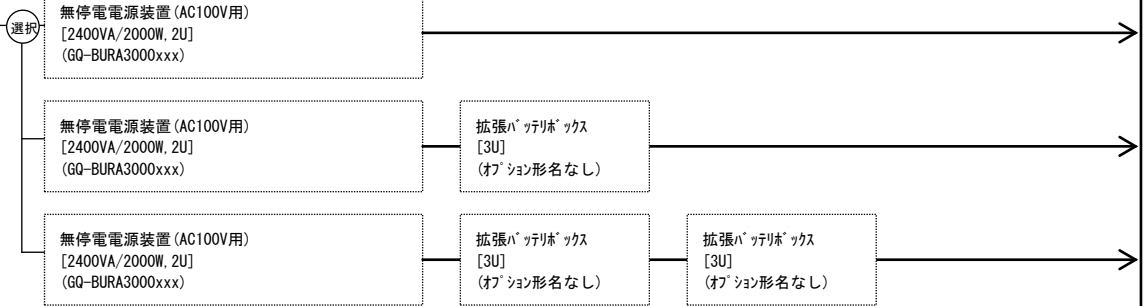 選択
無停電電源装置(AC100V用)
[2400VA/2000W,2U]
(GQ-BURA3000xxx)
無停電電源装置(AC100V用)
[2400VA/2000W,2U]
(GQ-BURA3000xxx)
拡張ﾊﾞｯﾃﾘﾎﾞｯｸｽ
[3U]
(ｵﾌﾟｼｮﾝ形名なし)
無停電電源装置(AC100V用)
[2400VA/2000W,2U]
(GQ-BURA3000xxx)
拡張ﾊﾞｯﾃﾘﾎﾞｯｸｽ
[3U]
(ｵﾌﾟｼｮﾝ形名なし)
拡張ﾊﾞｯﾃﾘﾎﾞｯｸｽ
[3U]
(ｵﾌﾟｼｮﾝ形名なし)